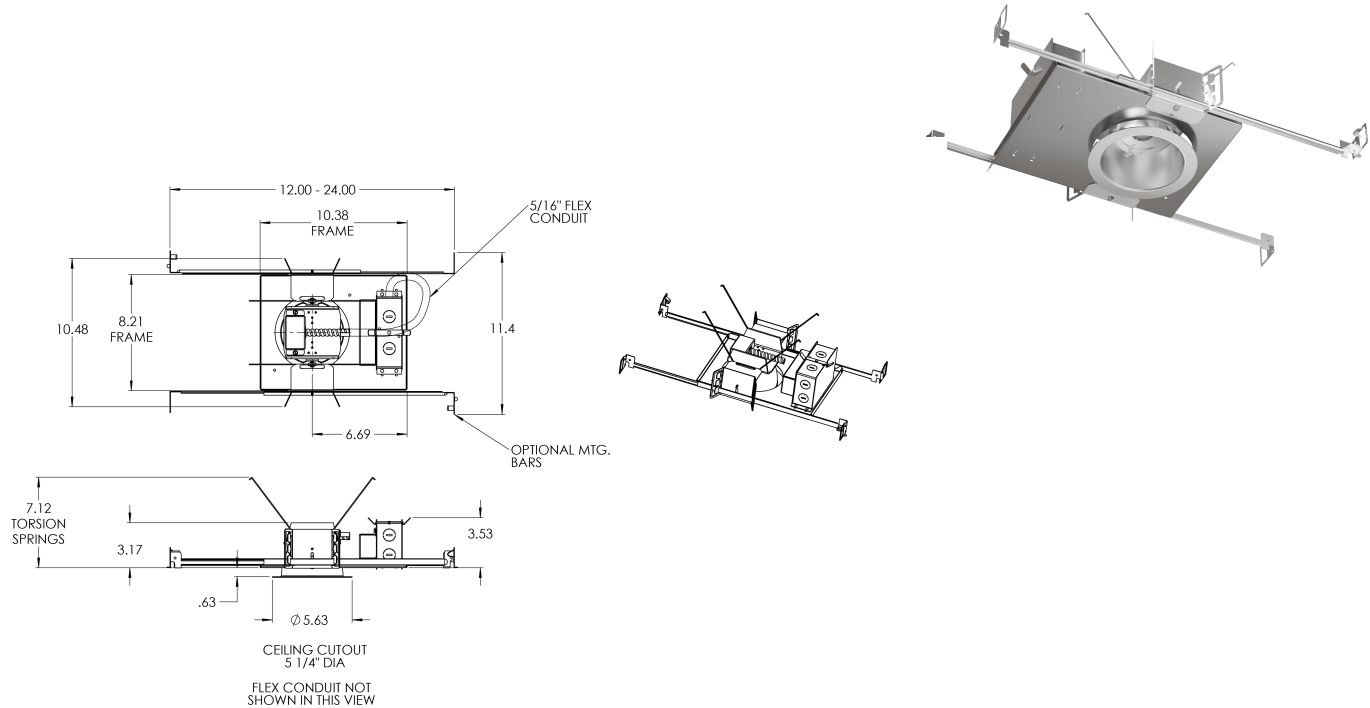 12.00 - 24.00
10.38
FRAME
5/16" FLEX
CONDUIT
10.48
8.21
FRAME
11.4
6.69
OPTIONAL MTG.
BARS
7.12
TORSION
SPRINGS
3.17
3.53
.63
Ø 5.63
CEILING CUTOUT
5 1/4" DIA
FLEX CONDUIT NOT
SHOWN IN THIS VIEW